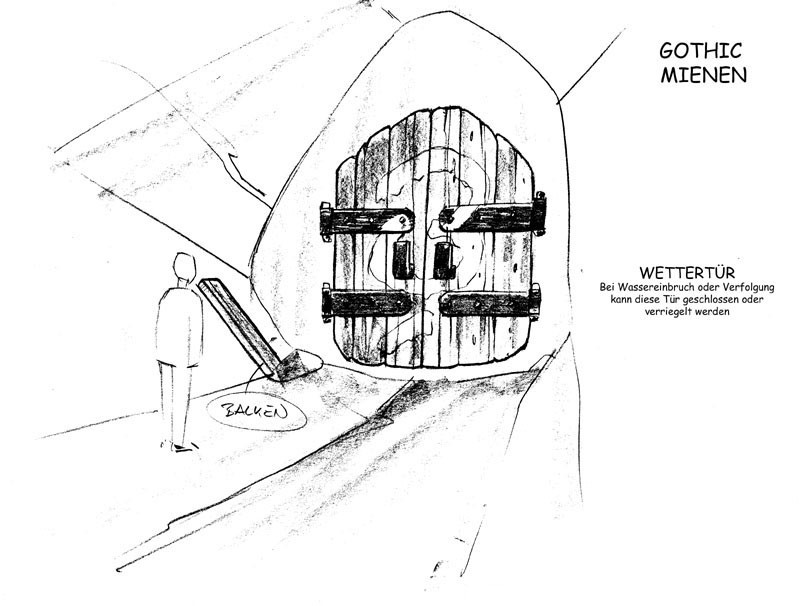 GOTHIC
MIENEN
WETTERTÜR
Bei Wassereinbruch oder Verfolgung
kann diese Tür geschlossen oder
verriegelt werden
BALKEN